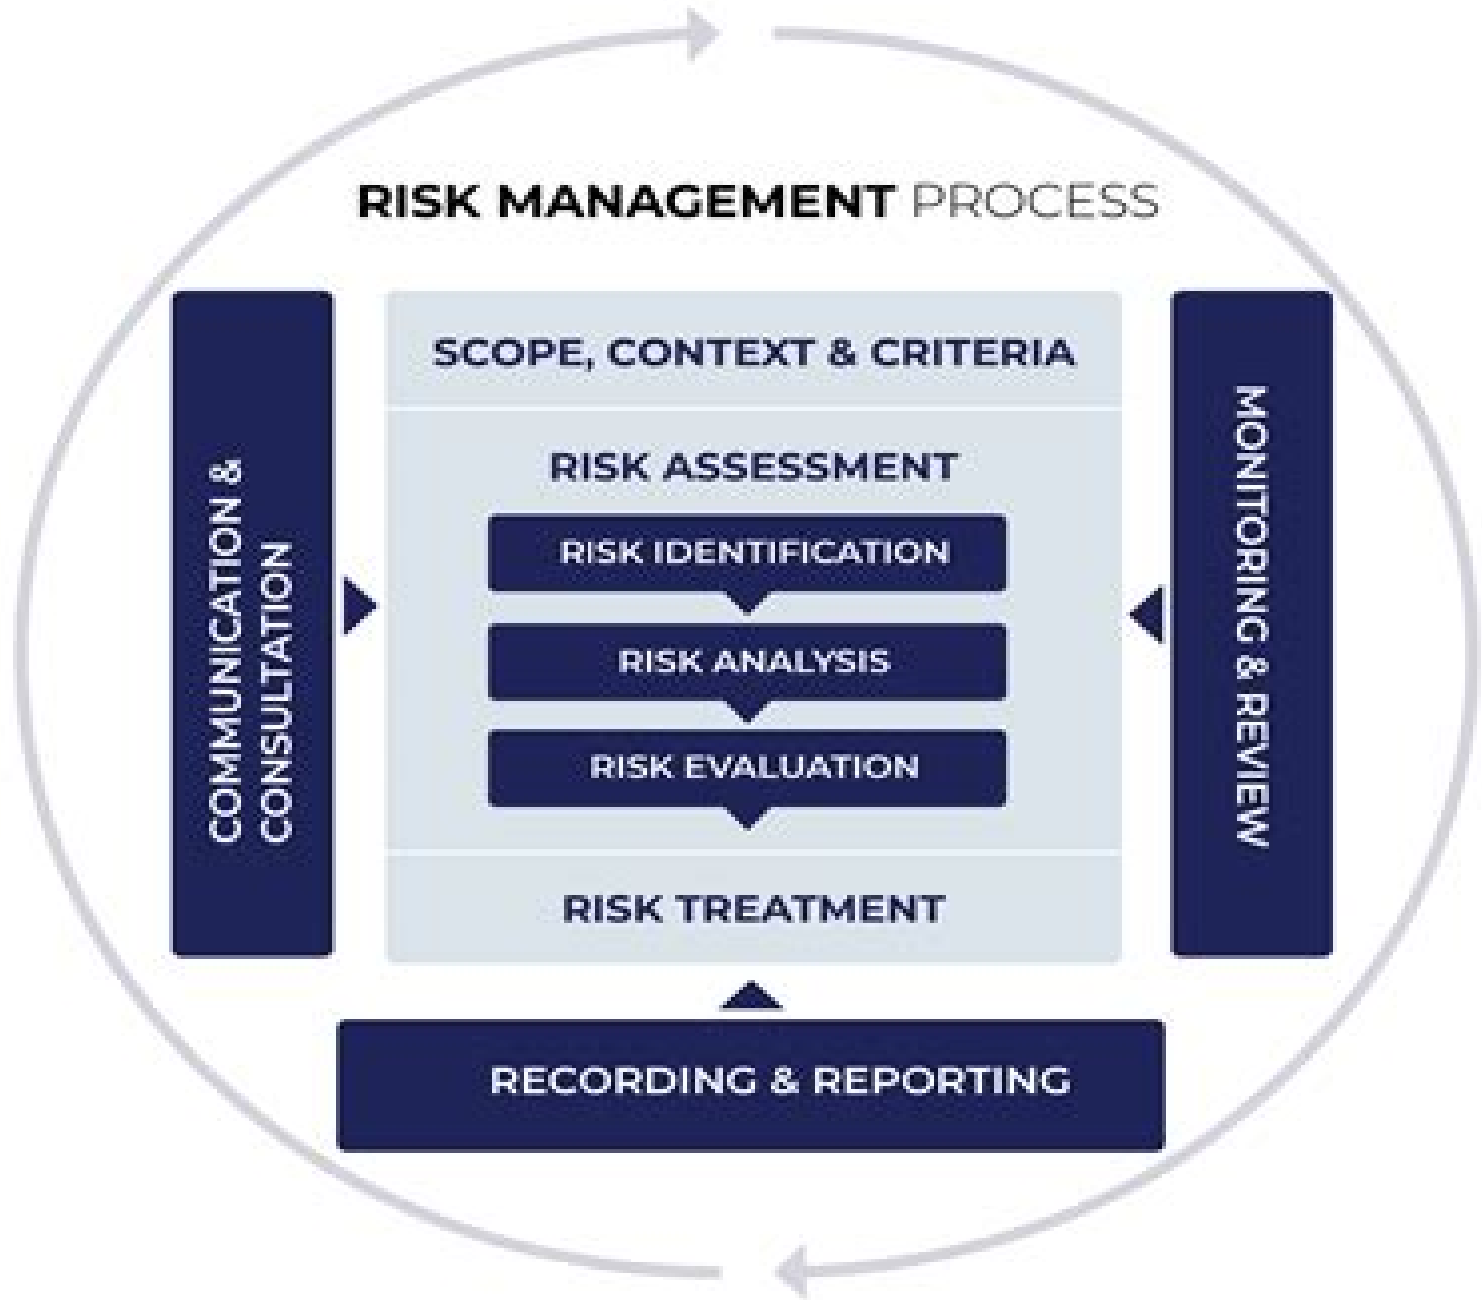 RISK MANAGEMENT PROCESS
COMMUNICATION &
CONSULTATION
SCOPE, CONTEXT & CRITERIA
RISK ASSESSMENT
RISK IDENTIFICATION
RISK ANALYSIS
RISK EVALUATION
RISK TREATMENT
MONITORING & REVIEW
RECORDING & REPORTING